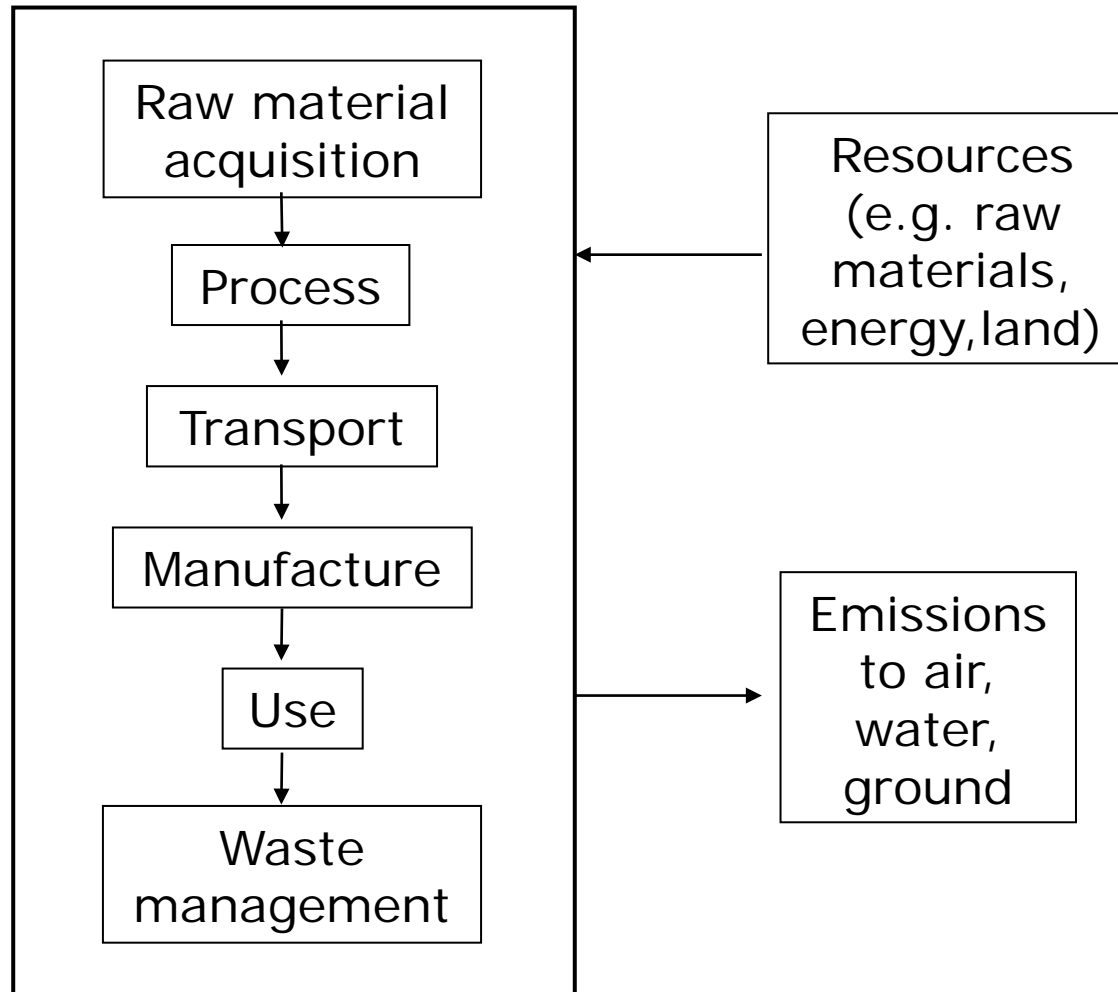 Raw material
acquisition
Process
Transport
Manufacture
Use
Waste
management
Resources
(e.g. raw
materials,
energy,land)
Emissions
to air,
water,
ground